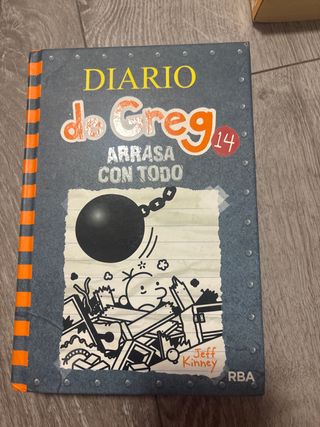 DIARIO
de Greg 14
ARRASA
CON TODO
Jeff
Kinney
RBA